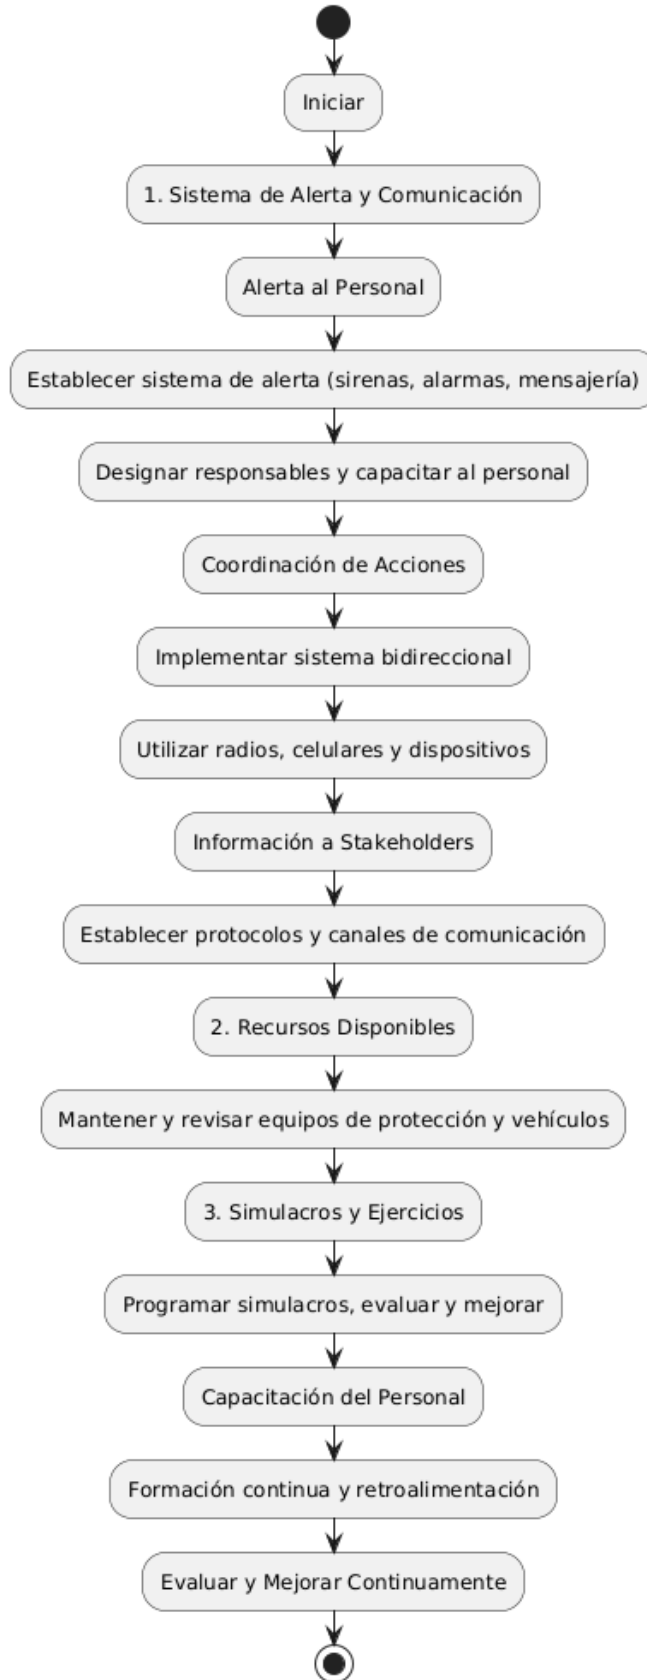 Iniciar
1. Sistema de Alerta y Comunicación
Alerta al Personal
Establecer sistema de alerta (sirenas, alarmas, mensajería)
Designar responsables y capacitar al personal
Coordinación de Acciones
Implementar sistema bidireccional
Utilizar radios, celulares y dispositivos
Información a Stakeholders
Establecer protocolos y canales de comunicación
2. Recursos Disponibles
Mantener y revisar equipos de protección y vehículos
3. Simulacros y Ejercicios
Programar simulacros, evaluar y mejorar
Capacitación del Personal
Formación continua y retroalimentación
Evaluar y Mejorar Continuamente